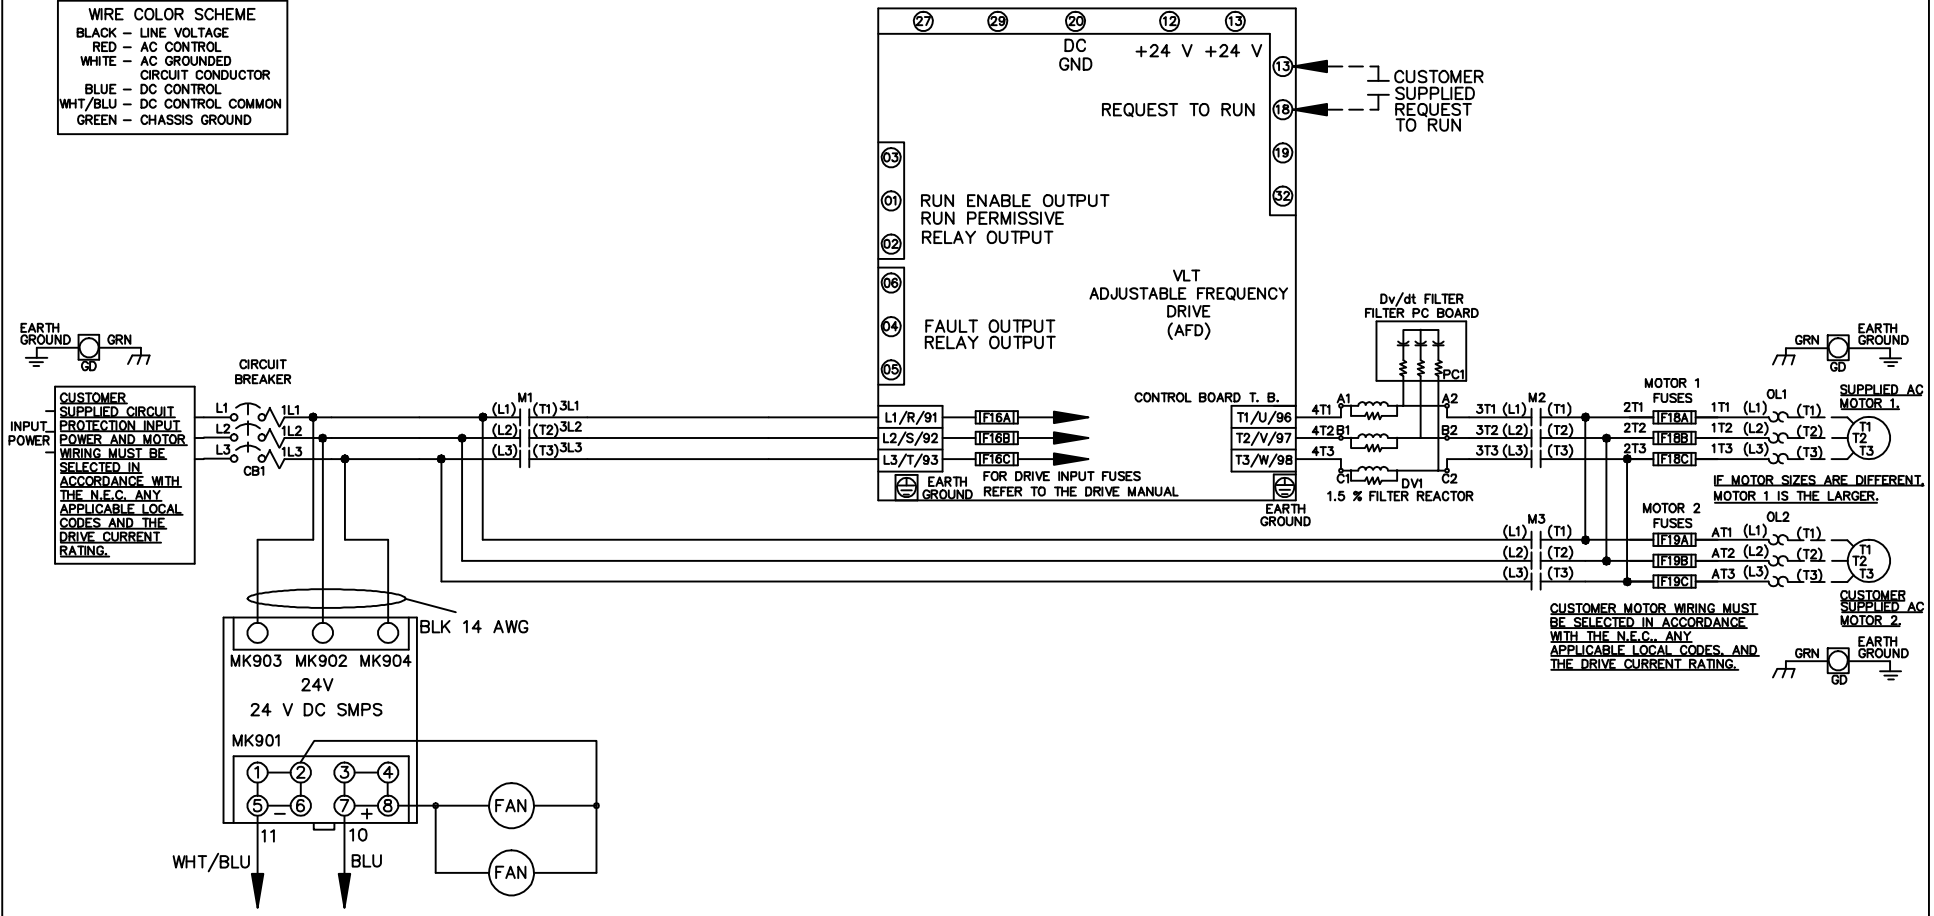 WIRE COLOR SCHEME
BLACK – LINE VOLTAGE
RED – AC CONTROL
WHITE – AC GROUNDED
CIRCUIT CONDUCTOR
BLUE – DC CONTROL
WHT/BLU – DC CONTROL COMMON
GREEN – CHASSIS GROUND
27 29 20 12 13
DC
GND
+24 V +24 V
13
REQUEST TO RUN 18
19
32
CUSTOMER
SUPPLIED
REQUEST
TO RUN
03
01
02
RUN ENABLE OUTPUT
RUN PERMISSIVE
RELAY OUTPUT
06
04
05
FAULT OUTPUT
RELAY OUTPUT
VLT
ADJUSTABLE FREQUENCY
DRIVE
(AFD)
CONTROL BOARD T. B.
EARTH
GROUND
GRN
GD
INPUT
POWER
CUSTOMER
SUPPLIED CIRCUIT
PROTECTION INPUT
POWER AND MOTOR
WIRING MUST BE
SELECTED IN
ACCORDANCE WITH
THE N.E.C. ANY
APPLICABLE LOCAL
CODES AND THE
DRIVE CURRENT
RATING.
CIRCUIT
BREAKER
L1 1L1
L2 1L2
L3 1L3
CB1
M1
(L1) (T1) 3L1
(L2) (T2) 3L2
(L3) (T3) 3L3
L1/R/91 F16A
L2/S/92 F16B
L3/T/93 F16C
EARTH
GROUND
FOR DRIVE INPUT FUSES
REFER TO THE DRIVE MANUAL
T1/U/96
T2/V/97
T3/W/98
EARTH
GROUND
Dv/dt FILTER
FILTER PC BOARD
PC1
4T1 A1 A2
4T2 B1 B2
4T3 C1 C2
DV1
1.5 % FILTER REACTOR
M2
3T1 (L1) (T1)
3T2 (L2) (T2)
3T3 (L3) (T3)
MOTOR 1
FUSES
2T1 F18A 1T1 (L1) (T1)
2T2 F18B 1T2 (L2) (T2)
2T3 F18C 1T3 (L3) (T3)
OL1
GRN
GD
EARTH
GROUND
SUPPLIED AC
MOTOR 1.
T1
T2
T3
IF MOTOR SIZES ARE DIFFERENT,
MOTOR 1 IS THE LARGER.
M3
(L1) (T1)
(L2) (T2)
(L3) (T3)
MOTOR 2
FUSES
F19A AT1 (L1) (T1)
F19B AT2 (L2) (T2)
F19C AT3 (L3) (T3)
OL2
T1
T2
T3
CUSTOMER
SUPPLIED AC
MOTOR 2.
CUSTOMER MOTOR WIRING MUST
BE SELECTED IN ACCORDANCE
WITH THE N.E.C., ANY
APPLICABLE LOCAL CODES, AND
THE DRIVE CURRENT RATING.
GRN
GD
EARTH
GROUND
BLK 14 AWG
MK903 MK902 MK904
24V
24 V DC SMPS
MK901
1 2 3 4
5 – 6 7 + 8
11 10
WHT/BLU BLU
FAN
FAN